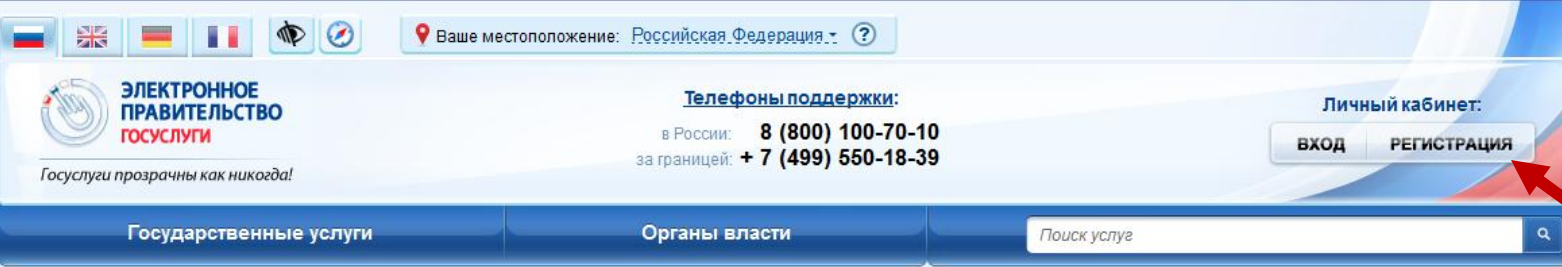 Ваше местоположение: Российская Федерация ?
ЭЛЕКТРОННОЕ
ПРАВИТЕЛЬСТВО
ГОСУСЛУГИ
Госуслуги прозрачны как никогда!
Телефоны поддержки:
в России: 8 (800) 100-70-10
за границей: + 7 (499) 550-18-39
Личный кабинет:
ВХОД РЕГИСТРАЦИЯ
Государственные услуги Органы власти Поиск услуг